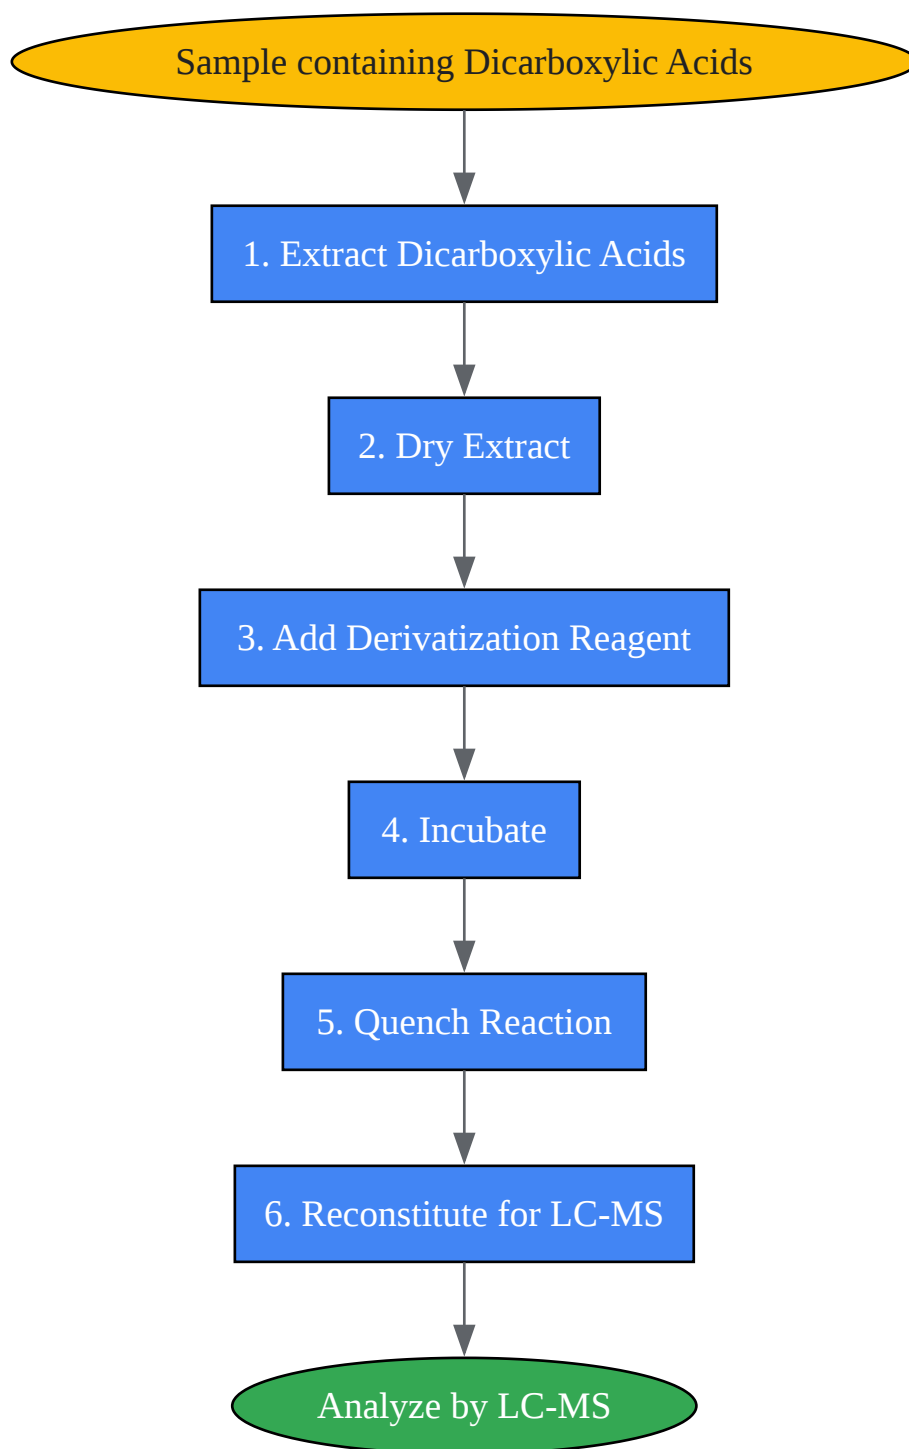 Sample containing Dicarboxylic Acids
1. Extract Dicarboxylic Acids
2. Dry Extract
3. Add Derivatization Reagent
4. Incubate
5. Quench Reaction
6. Reconstitute for LC-MS
Analyze by LC-MS